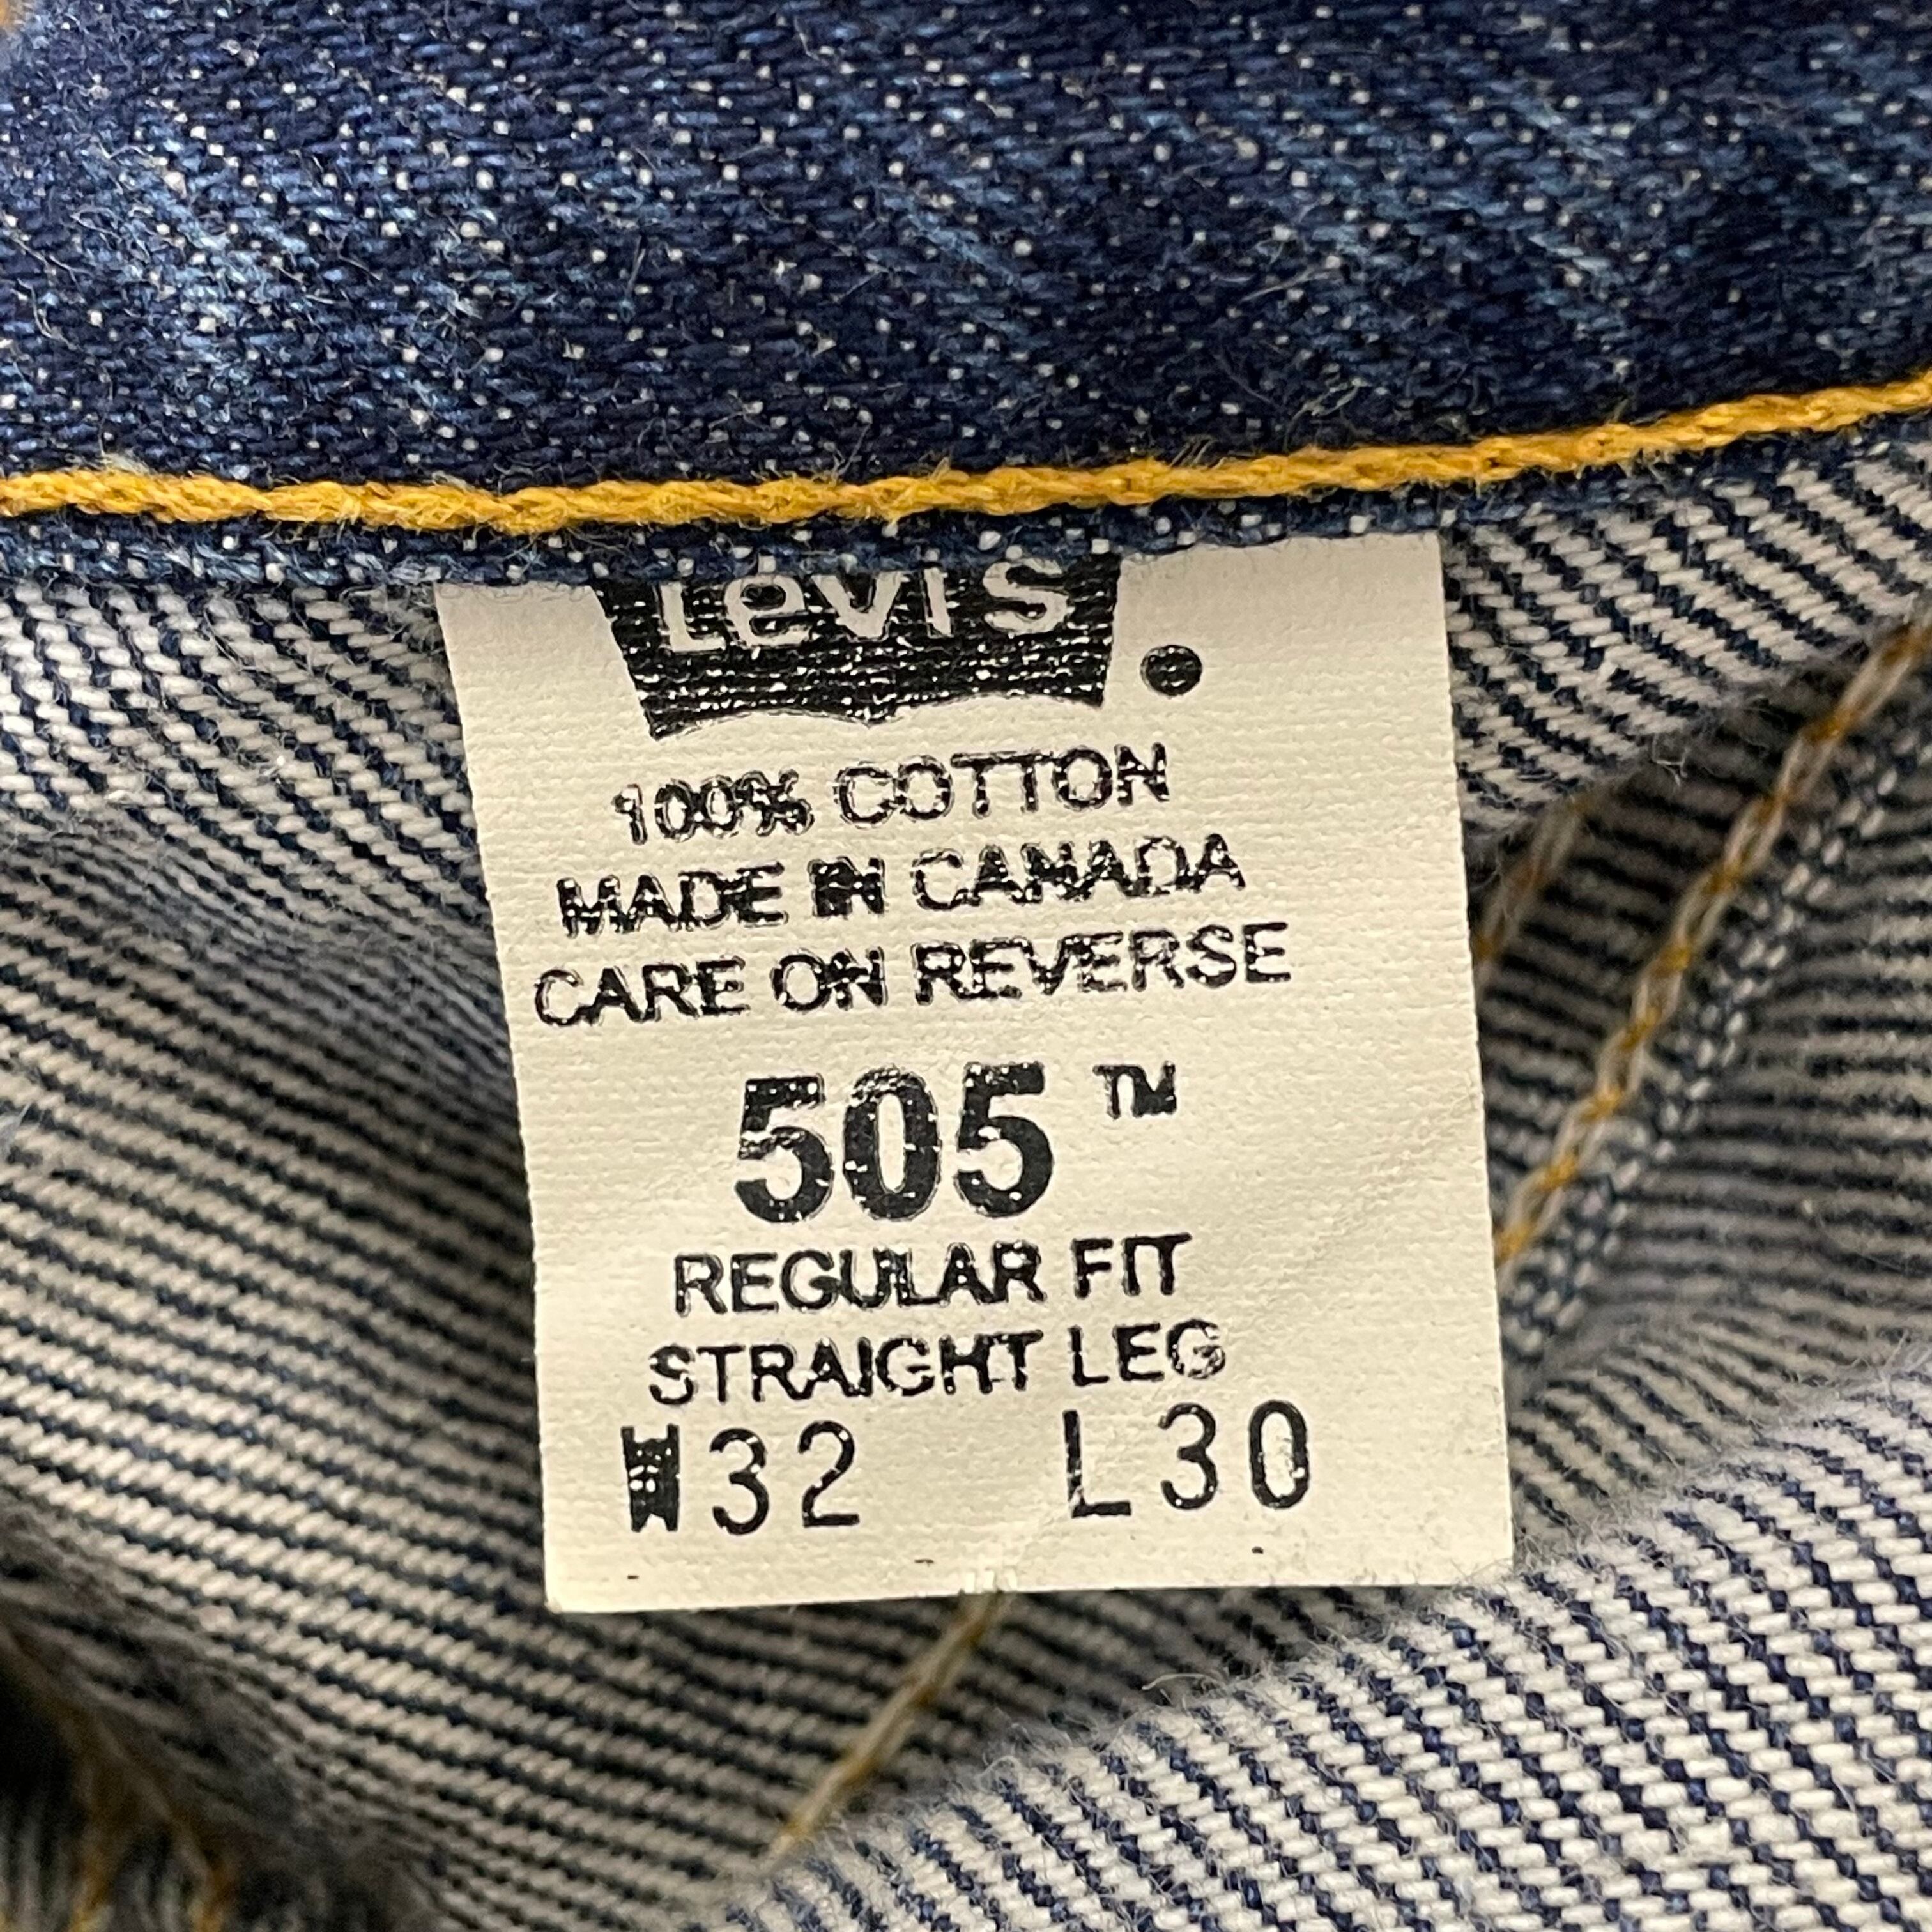 Levi's
100% COTTON
MADE IN CANADA
CARE ON REVERSE
505™
REGULAR FIT
STRAIGHT LEG
W32 L30